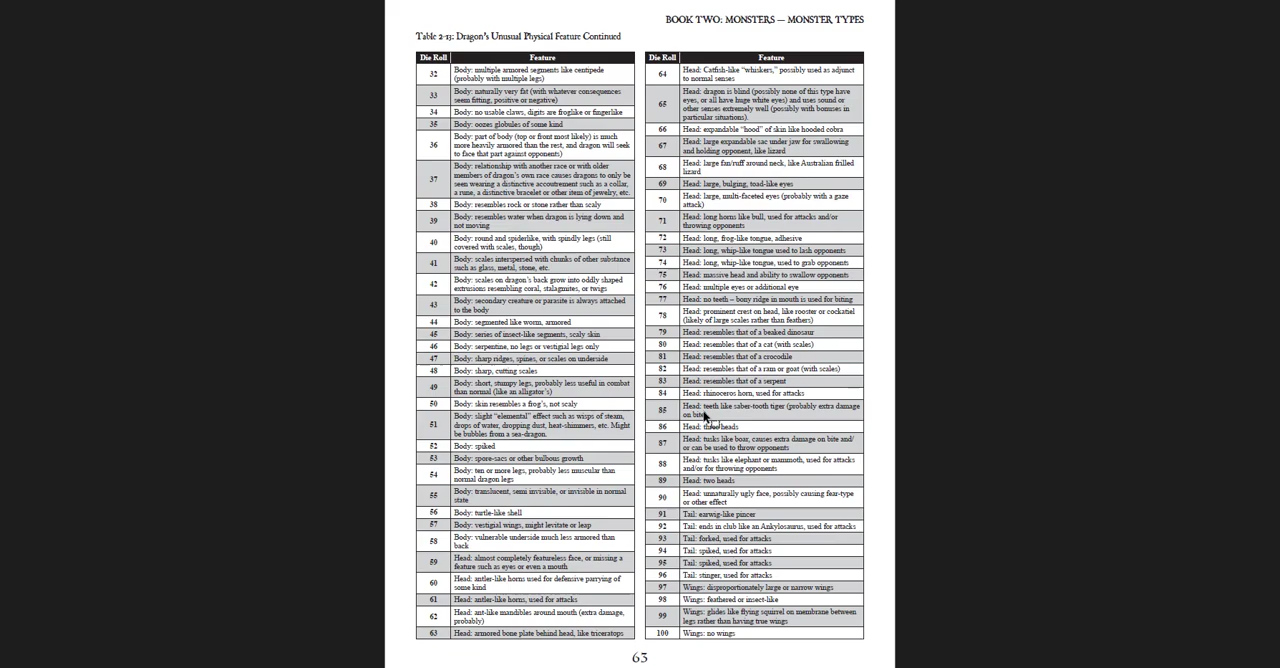 BOOK TWO: MONSTERS — MONSTER TYPES
Table 2-13: Dragon's Unusual Physical Feature Continued
Die Roll Feature
32 Body: multiple armored segments like centipede
(probably with multiple legs)
33 Body: naturally very fat (with whatever consequences
seem fitting, positive or negative)
34 Body: no usable claws, digits are froglike or fingerlike
35 Body: oozes globules of some kind
36 Body: part of body (top or front most likely) is much
more heavily armored than the rest, and dragon will seek
to face that part against opponents)
37 Body: relationship with another race or with older
members of dragon's own race causes dragons to only be
seen wearing a distinctive accoutrement such as a collar,
a rune, a distinctive bracelet or other item of jewelry, etc.
38 Body: resembles rock or stone rather than scaly
39 Body: resembles water when dragon is lying down and
not moving
40 Body: round and spiderlike, with spindly legs (still
covered with scales, though)
41 Body: scales interspersed with chunks of other substance
such as glass, metal, stone, etc.
42 Body: scales on dragon's back grow into oddly shaped
extrusions resembling coral, stalagmites, or twigs
43 Body: secondary creature or parasite is always attached
to the body
44 Body: segmented like worm, armored
45 Body: series of insect-like segments, scaly skin
46 Body: serpentine, no legs or vestigial legs only
47 Body: sharp ridges, spines, or scales on underside
48 Body: sharp, cutting scales
49 Body: short, stumpy legs, probably less useful in combat
than normal (like an alligator's)
50 Body: skin resembles a frog's, not scaly
51 Body: slight "elemental" effect such as wisps of steam,
drops of water, dropping dust, heat-shimmers, etc. Might
be bubbles from a sea-dragon.
52 Body: spiked
53 Body: spore-sacs or other bulbous growth
54 Body: ten or more legs, probably less muscular than
normal dragon legs
55 Body: translucent, semi invisible, or invisible in normal
state
56 Body: turtle-like shell
57 Body: vestigial wings, might levitate or leap
58 Body: vulnerable underside much less armored than
back
59 Head: almost completely featureless face, or missing a
feature such as eyes or even a mouth
60 Head: antler-like horns used for defensive parrying of
some kind
61 Head: antler-like horns, used for attacks
62 Head: ant-like mandibles around mouth (extra damage,
probably)
63 Head: armored bone plate behind head, like triceratops
Die Roll Feature
64 Head: Catfish-like "whiskers," possibly used as adjunct
to normal senses
65 Head: dragon is blind (possibly none of this type have
eyes, or all have huge white eyes) and uses sound or
other senses extremely well (possibly with bonuses in
particular situations).
66 Head: expandable "hood" of skin like hooded cobra
67 Head: large expandable sac under jaw for swallowing
and holding opponent, like lizard
68 Head: large fan/ruff around neck, like Australian frilled
lizard
69 Head: large, bulging, toad-like eyes
70 Head: large, multi-faceted eyes (probably with a gaze
attack)
71 Head: long horns like bull, used for attacks and/or
throwing opponents
72 Head: long, frog-like tongue, adhesive
73 Head: long, whip-like tongue used to lash opponents
74 Head: long, whip-like tongue, used to grab opponents
75 Head: massive head and ability to swallow opponents
76 Head: multiple eyes or additional eye
77 Head: no teeth – bony ridge in mouth is used for biting
78 Head: prominent crest on head, like rooster or cockatiel
(likely of large scales rather than feathers)
79 Head: resembles that of a beaked dinosaur
80 Head: resembles that of a cat (with scales)
81 Head: resembles that of a crocodile
82 Head: resembles that of a ram or goat (with scales)
83 Head: resembles that of a serpent
84 Head: rhinoceros horn, used for attacks
85 Head: teeth like saber-tooth tiger (probably extra damage
on bite)
86 Head: three heads
87 Head: tusks like boar, causes extra damage on bite and/
or can be used to throw opponents
88 Head: tusks like elephant or mammoth, used for attacks
and/or for throwing opponents
89 Head: two heads
90 Head: unnaturally ugly face, possibly causing fear-type
or other effect
91 Tail: earwig-like pincer
92 Tail: ends in club like an Ankylosaurus, used for attacks
93 Tail: forked, used for attacks
94 Tail: spiked, used for attacks
95 Tail: spiked, used for attacks
96 Tail: stinger, used for attacks
97 Wings: disproportionately large or narrow wings
98 Wings: feathered or insect-like
99 Wings: glides like flying squirrel on membrane between
legs rather than having true wings
100 Wings: no wings
63